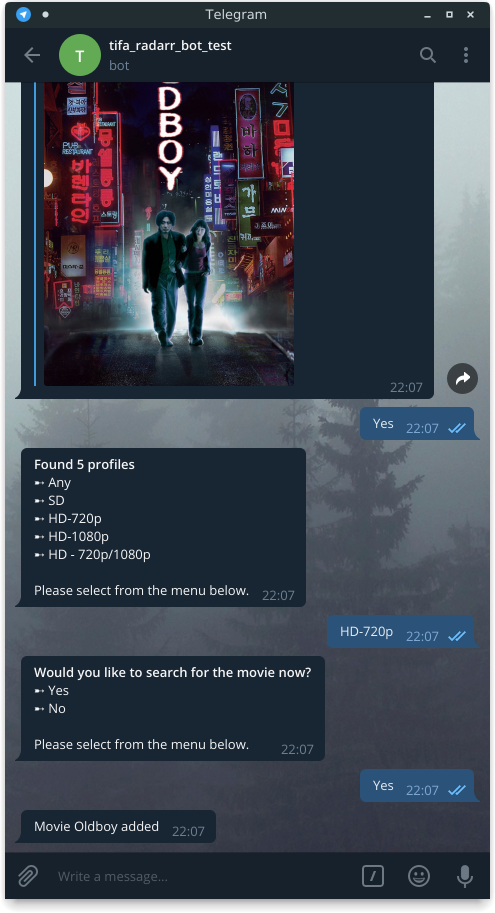 Telegram
T
tifa_radarr_bot_test
bot
DBOY
22:07
Yes 22:07
Found 5 profiles
➸ Any
➸ SD
➸ HD-720p
➸ HD-1080p
➸ HD - 720p/1080p
Please select from the menu below. 22:07
HD-720p 22:07
Would you like to search for the movie now?
➸ Yes
➸ No
Please select from the menu below. 22:07
Yes 22:07
Movie Oldboy added 22:07
/
Write a message...